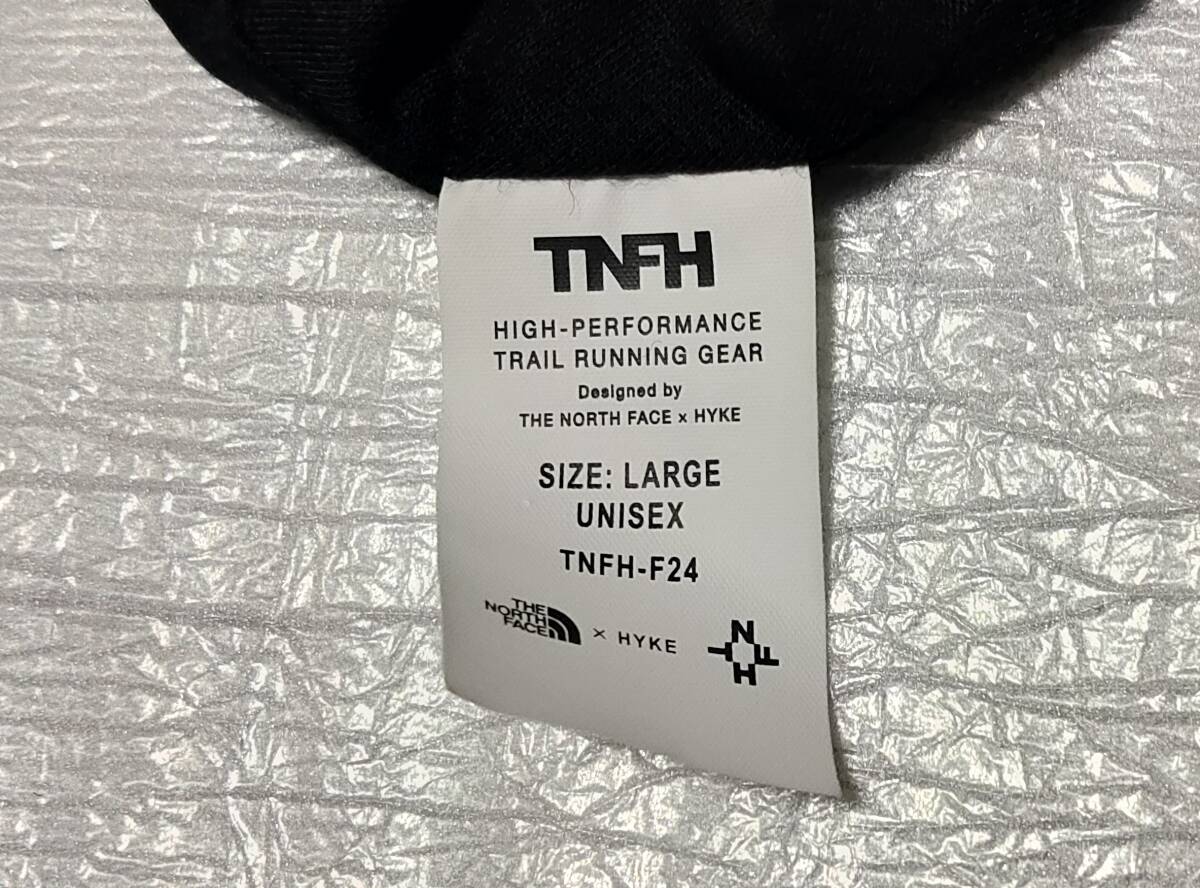 TNFH
HIGH-PERFORMANCE
TRAIL RUNNING GEAR
Designed by
THE NORTH FACE × HYKE
SIZE: LARGE
UNISEX
TNFH-F24
THE
NORTH
FACE × HYKE
N
T F
H